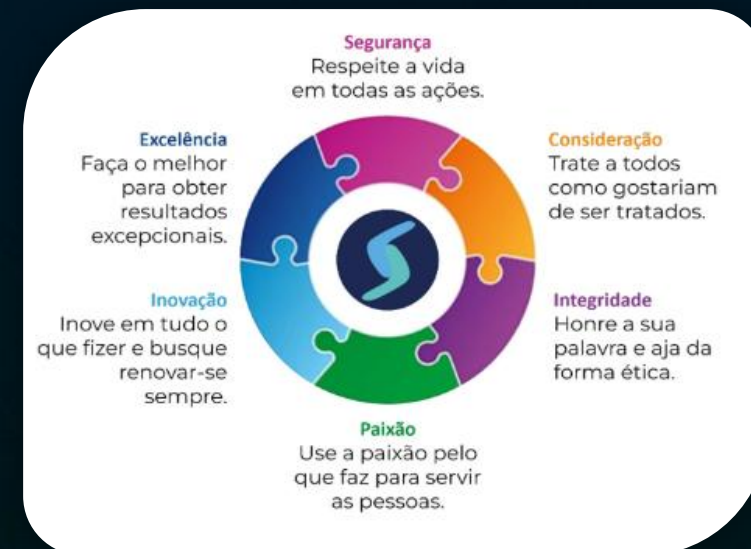 Segurança
Respeite a vida
em todas as ações.
Consideração
Trate a todos
como gostariam
de ser tratados.
Integridade
Honre a sua
palavra e aja da
forma ética.
Paixão
Use a paixão pelo
que faz para servir
as pessoas.
Inovação
Inove em tudo o
que fizer e busque
renovar-se
sempre.
Excelência
Faça o melhor
para obter
resultados
excepcionais.